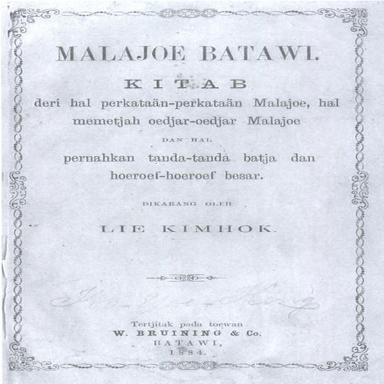 MALAJOE BATAWI.
KITAB
deri hal perkataän-perkataän Malajoe, hal
memetjah oedjar-oedjar Malajoe
DAN HAL
pernahkan tanda-tanda batja dan
hoeroef-hoeroef besar.
DIKARANG OLEH
LIE KIMHOK.
Tertjitak pada toewan
W. BRUINING & Co.
BATAWI,
1884.